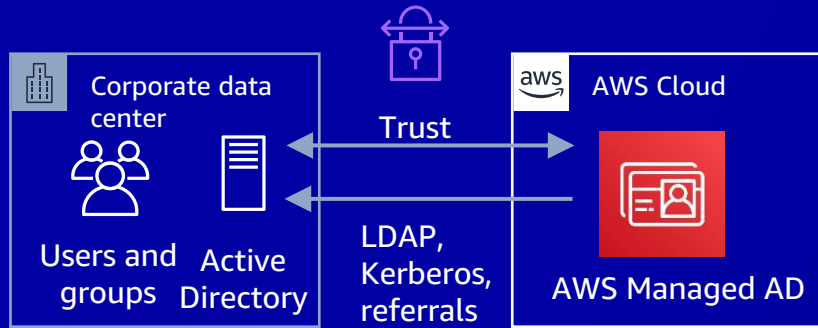 Corporate data
center
aws
AWS Cloud
Trust
Users and
groups
Active
Directory
LDAP,
Kerberos,
referrals
AWS Managed AD